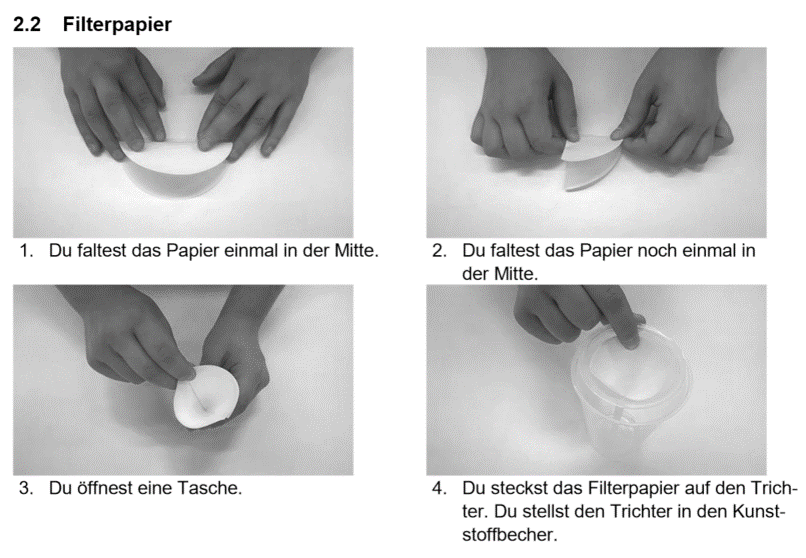 2.2 Filterpapier
1. Du faltest das Papier einmal in der Mitte.
2. Du faltest das Papier noch einmal in
der Mitte.
3. Du öffnest eine Tasche.
4. Du steckst das Filterpapier auf den Trich-
ter. Du stellst den Trichter in den Kunst-
stoffbecher.